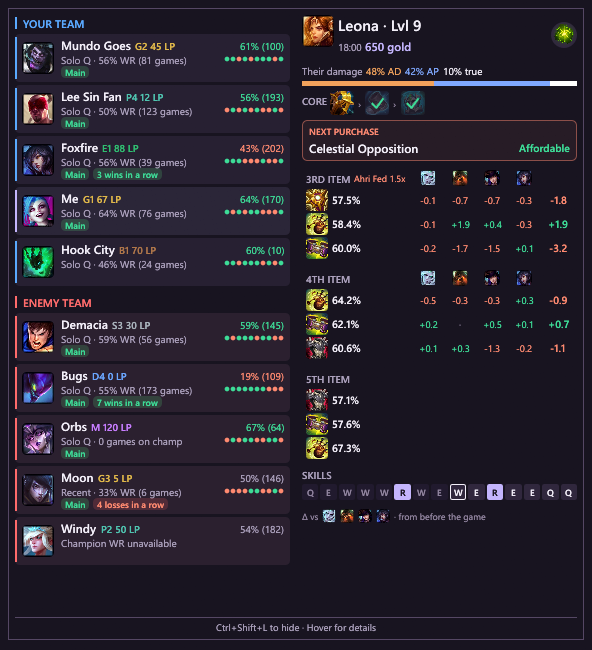 YOUR TEAM
Mundo Goes G2 45 LP 61% (100)
Solo Q · 56% WR (81 games)
Main
Lee Sin Fan P4 12 LP 56% (193)
Solo Q · 50% WR (123 games)
Main
Foxfire E1 88 LP 43% (202)
Solo Q · 56% WR (39 games)
Main 3 wins in a row
Me G1 67 LP 64% (170)
Solo Q · 64% WR (76 games)
Main
Hook City B1 70 LP 60% (10)
Solo Q · 46% WR (24 games)
ENEMY TEAM
Demacia S3 30 LP 59% (145)
Solo Q · 59% WR (56 games)
Main
Bugs D4 0 LP 19% (109)
Solo Q · 55% WR (173 games)
Main 7 wins in a row
Orbs M 120 LP 67% (64)
Solo Q · 0 games on champ
Main
Moon G3 5 LP 50% (146)
Recent · 33% WR (6 games)
Main 4 losses in a row
Windy P2 50 LP 54% (182)
Champion WR unavailable
Leona · Lvl 9
18:00 650 gold
Their damage 48% AD 42% AP 10% true
CORE › ›
NEXT PURCHASE
Celestial Opposition Affordable
3RD ITEM Ahri Fed 1.5x
57.5% -0.1 -0.7 -0.7 -0.3 -1.8
58.4% -0.1 +1.9 +0.4 -0.3 +1.9
60.0% -0.2 -1.7 -1.5 +0.1 -3.2
4TH ITEM
64.2% -0.5 -0.3 -0.3 +0.3 -0.9
62.1% +0.2 · +0.5 +0.1 +0.7
60.6% +0.1 +0.3 -1.3 -0.2 -1.1
5TH ITEM
57.1%
57.6%
67.3%
SKILLS
Q E W W W R W E W E R E E Q Q
Δ vs · from before the game
Ctrl+Shift+L to hide · Hover for details